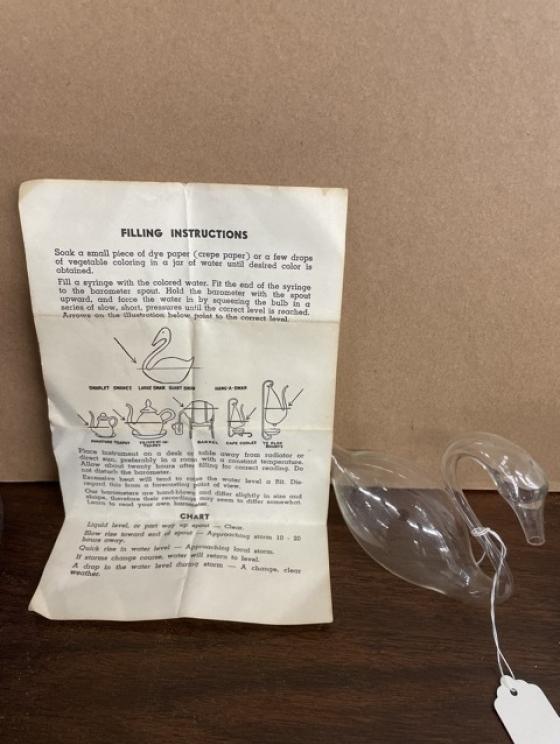 FILLING INSTRUCTIONS
Soak a small piece of dye paper (crepe paper) or a few drops
of vegetable coloring in a jar of water until desired color is
obtained.
Fill a syringe with the colored water. Fit the end of the syringe
to the barometer spout. Hold the barometer with the spout
upward, and force the water in by squeezing the bulb in a
series of slow, short, pressures until the correct level is reached.
Arrows on the illustration below point to the correct level.
LARGE SWAN GIANT SWAN
MINIATURE TEAPOT
TEAPOT
BARREL
CAPE CODLER
Place instrument on a desk or table away from radiator or
direct sun, preferably in a room with a constant temperature.
Allow about twenty hours after filling for correct reading. Do
not disturb the barometer.
Excessive heat will tend to raise the water level a bit. Dis-
regard this from a forecasting point of view.
Our barometers are hand-blown and differ slightly in size and
shape, therefore their recordings may seem to differ somewhat.
Learn to read your own barometer.
CHART
Liquid level, or part way up spout — Clear.
Slow rise toward end of spout — Approaching storm 10 - 20
hours away.
Quick rise in water level — Approaching local storm.
If storms change course, water will return to level.
A drop in the water level during storm — A change, clear
weather.